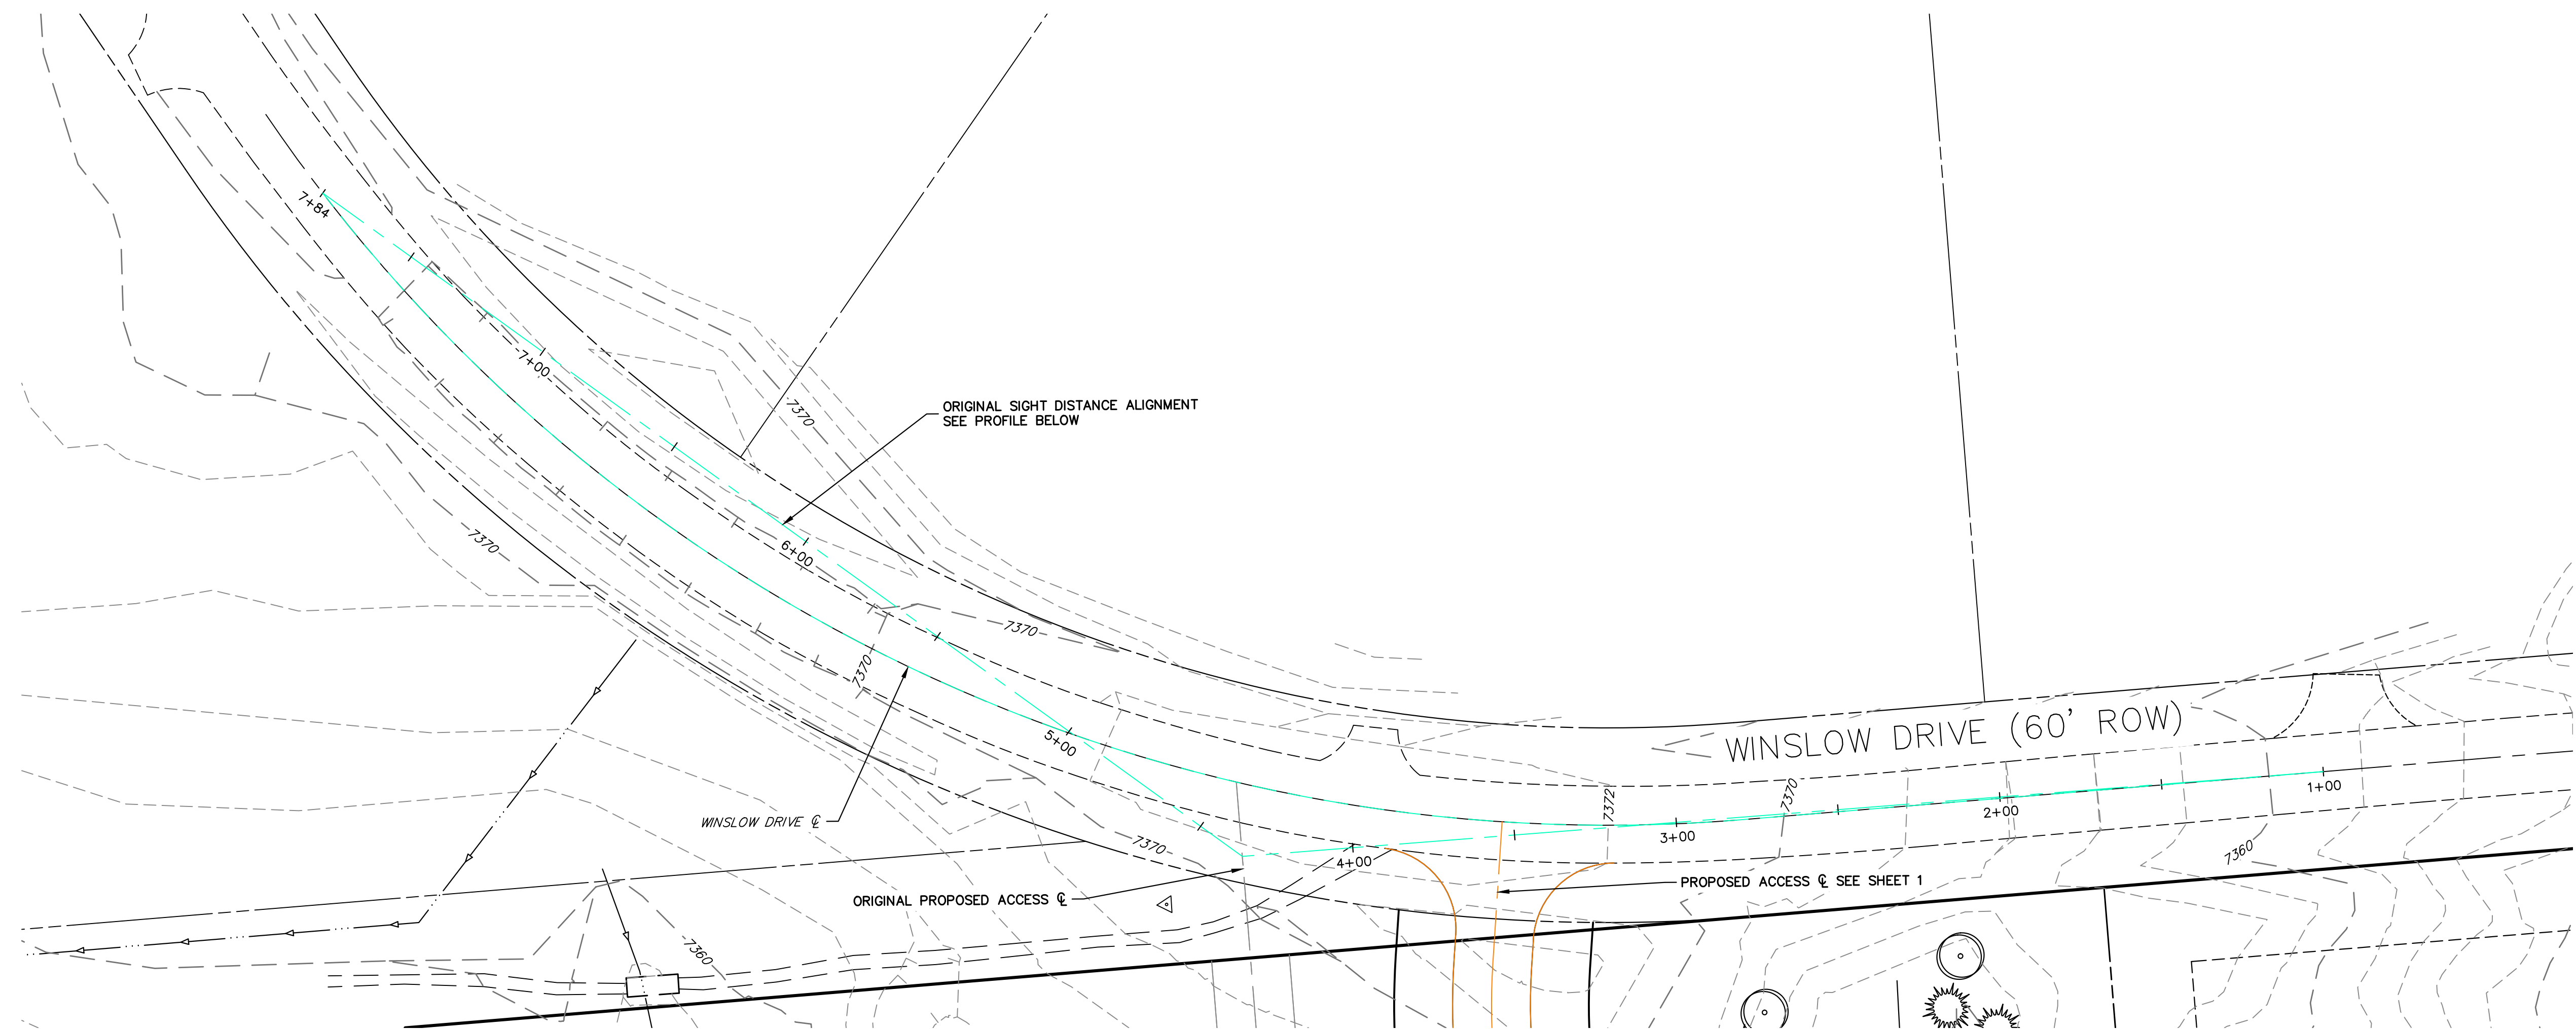 7+84
7+00
7370
ORIGINAL SIGHT DISTANCE ALIGNMENT
SEE PROFILE BELOW
7370
6+00
7370
7370
5+00
WINSLOW DRIVE (60' ROW)
1+00
2+00
7370
7372
3+00
WINSLOW DRIVE ℄
7370
4+00
7360
ORIGINAL PROPOSED ACCESS ℄
PROPOSED ACCESS ℄ SEE SHEET 1
7360